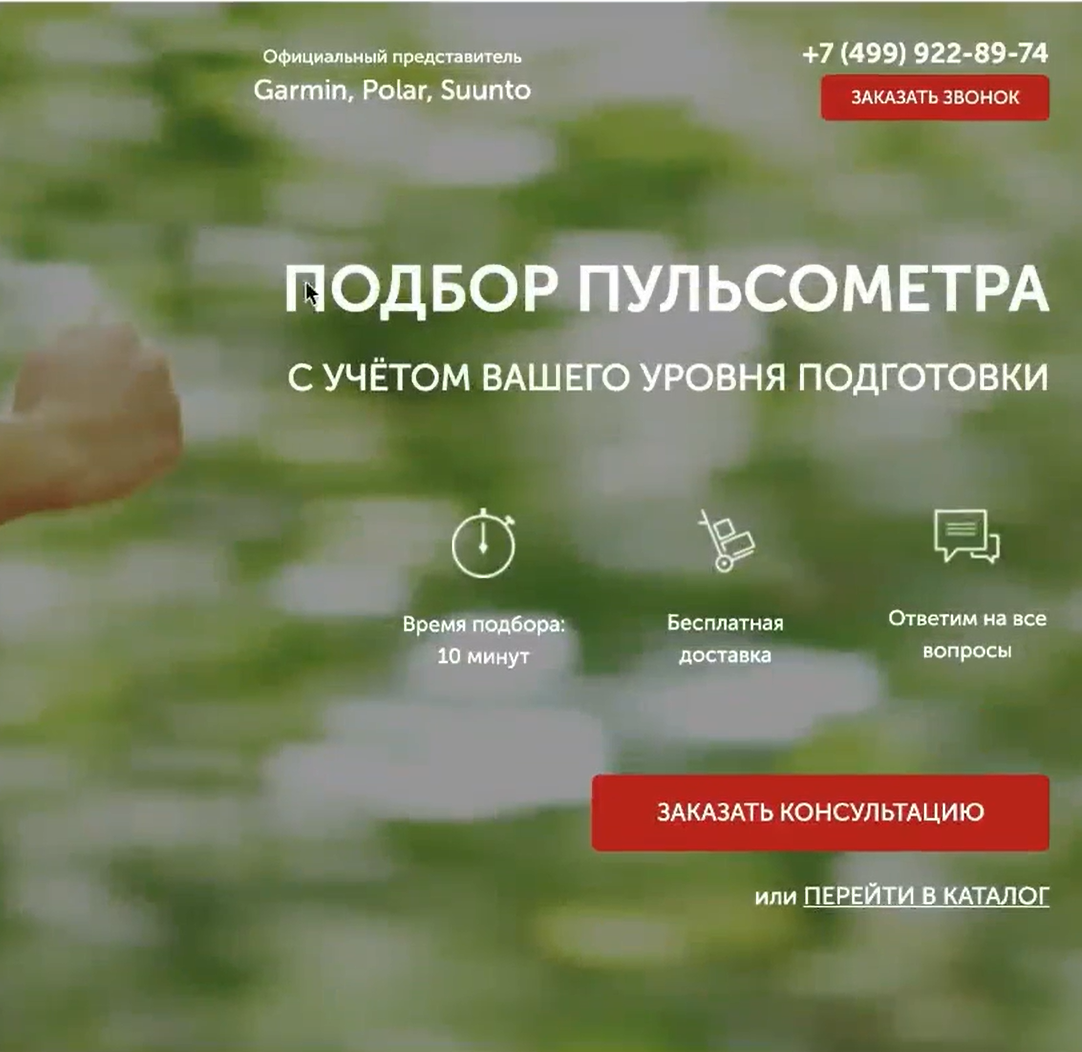 Официальный представитель
Garmin, Polar, Suunto
+7 (499) 922-89-74
ЗАКАЗАТЬ ЗВОНОК
ПОДБОР ПУЛЬСОМЕТРА
С УЧЁТОМ ВАШЕГО УРОВНЯ ПОДГОТОВКИ
Время подбора:
10 минут
Бесплатная
доставка
Ответим на все
вопросы
ЗАКАЗАТЬ КОНСУЛЬТАЦИЮ
или ПЕРЕЙТИ В КАТАЛОГ